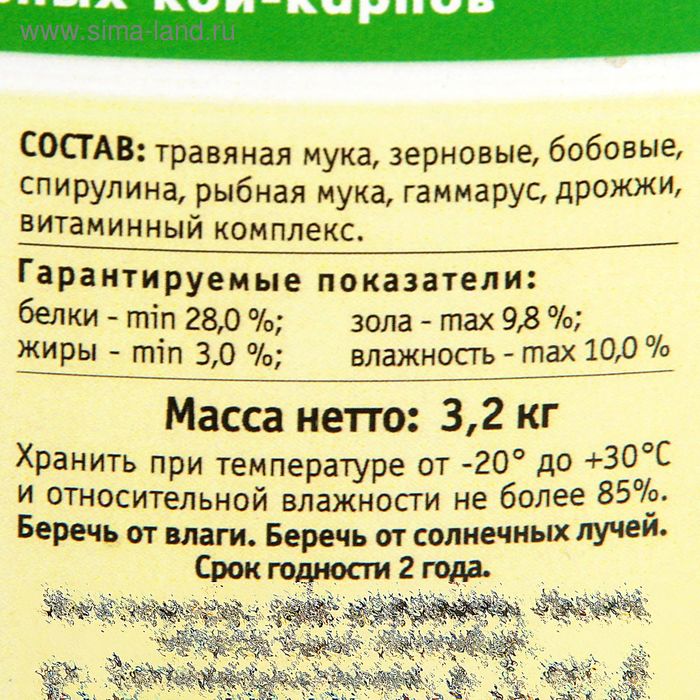 кои-карпов
www.sima-land.ru
СОСТАВ: травяная мука, зерновые, бобовые,
спирулина, рыбная мука, гаммарус, дрожжи,
витаминный комплекс.
Гарантируемые показатели:
белки - min 28,0 %; зола - max 9,8 %;
жиры - min 3,0 %; влажность - max 10,0 %
Масса нетто: 3,2 кг
Хранить при температуре от -20° до +30°С
и относительной влажности не более 85%.
Беречь от влаги. Беречь от солнечных лучей.
Срок годности 2 года.